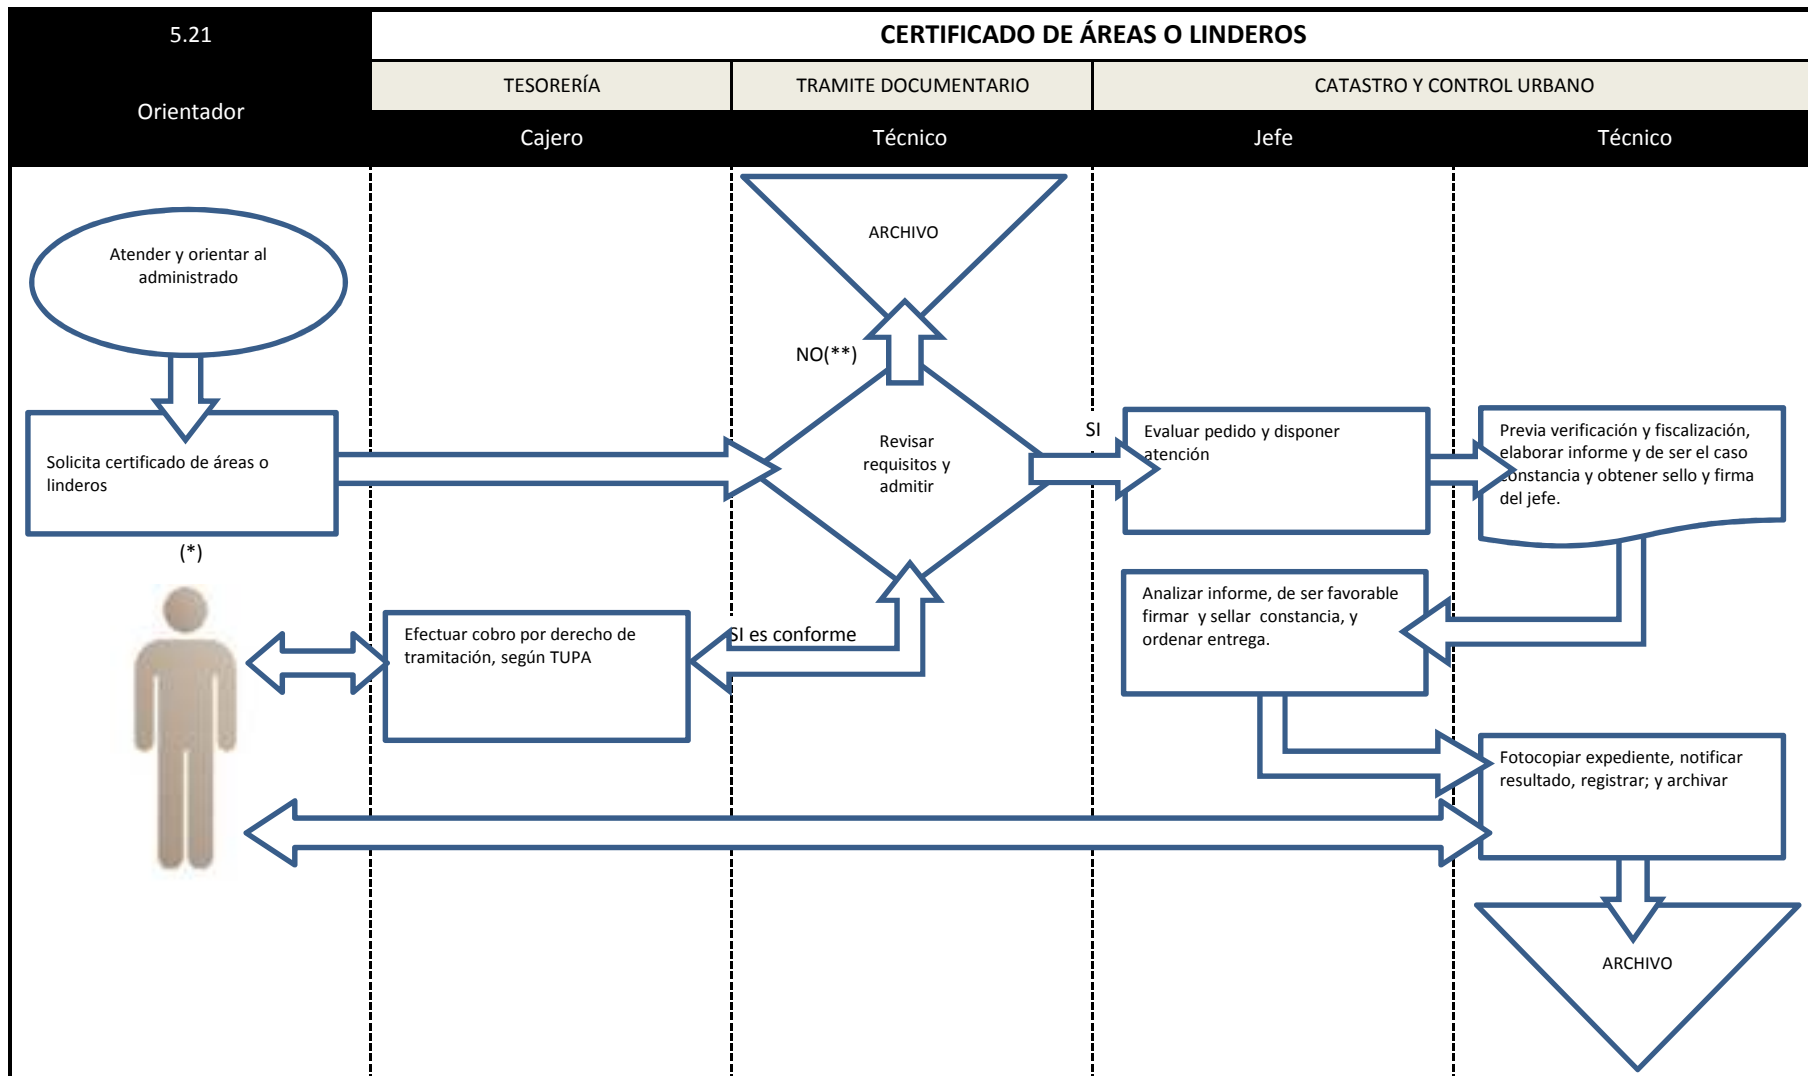 5.21
CERTIFICADO DE ÁREAS O LINDEROS
Orientador
TESORERÍA
TRAMITE DOCUMENTARIO
CATASTRO Y CONTROL URBANO
Cajero
Técnico
Jefe
Técnico
Atender y orientar al
administrado
ARCHIVO
NO(**)
Solicita certificado de áreas o
linderos
(*)
Revisar
requisitos y
admitir
SI
Evaluar pedido y disponer
atención
Previa verificación y fiscalización,
elaborar informe y de ser el caso
constancia y obtener sello y firma
del jefe.
Efectuar cobro por derecho de
tramitación, según TUPA
SI es conforme
Analizar informe, de ser favorable
firmar  y sellar  constancia, y
ordenar entrega.
Fotocopiar expediente, notificar
resultado, registrar; y archivar
ARCHIVO